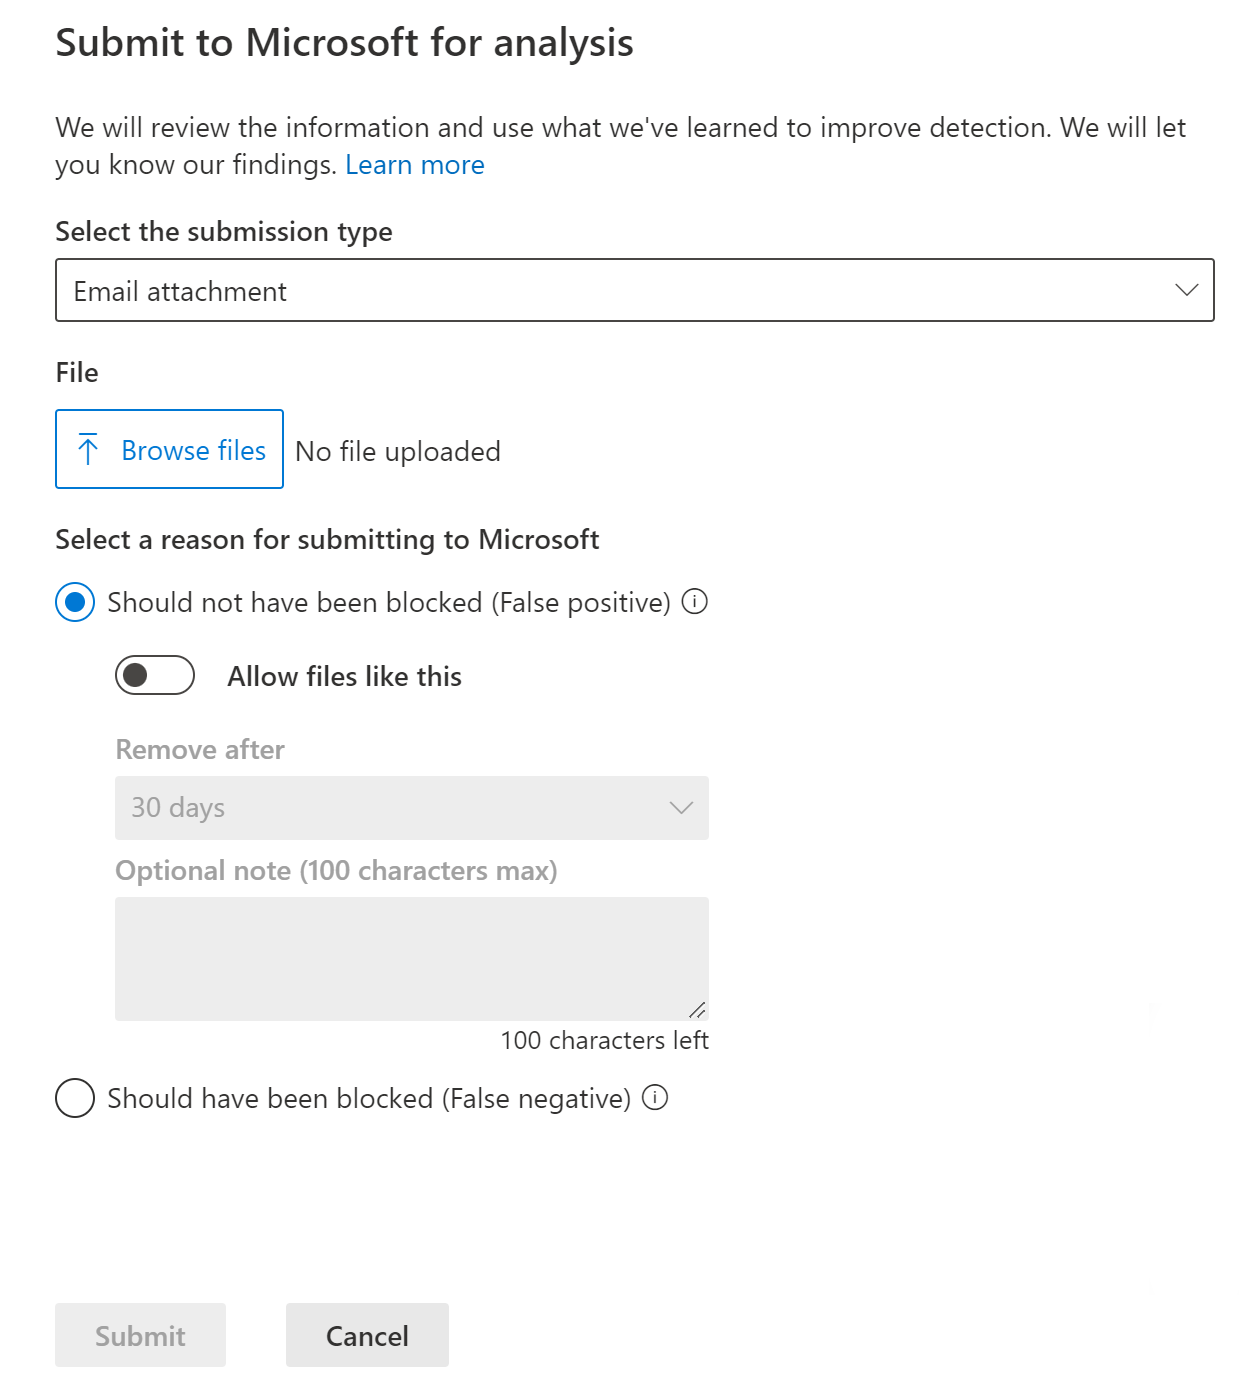 Submit to Microsoft for analysis
We will review the information and use what we've learned to improve detection. We will let
you know our findings. Learn more
Select the submission type
Email attachment
File
Browse files No file uploaded
Select a reason for submitting to Microsoft
Should not have been blocked (False positive)
Allow files like this
Remove after
30 days
Optional note (100 characters max)
100 characters left
Should have been blocked (False negative)
Submit Cancel